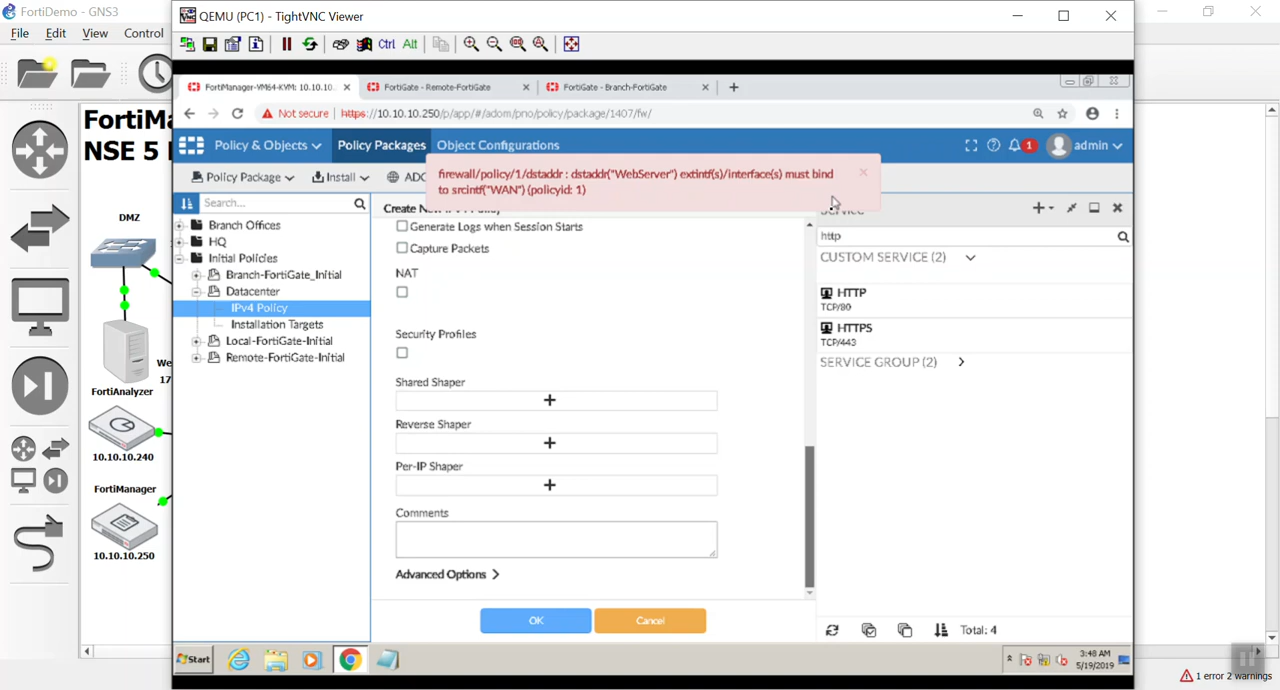 FortiDemo - GNS3
File Edit View Control
QEMU (PC1) - TightVNC Viewer
Ctrl Alt
FortiManager-VM64-KVM: 10.10.10.
FortiGate - Remote-FortiGate
FortiGate - Branch-FortiGate
Not secure https://10.10.10.250/p/app/#/adom/pno/policy/package/1407/fw/
Policy & Objects Policy Packages Object Configurations
1 admin
Policy Package Install ADO
firewall/policy/1/dstaddr : dstaddr("WebServer") extintf(s)/interface(s) must bind
to srcintf("WAN") (policyid: 1)
Search...
Branch Offices
HQ
Initial Policies
Branch-FortiGate_Initial
Datacenter
IPv4 Policy
Installation Targets
Local-FortiGate-Initial
Remote-FortiGate-Initial
Generate Logs when Session Starts
Capture Packets
NAT
Security Profiles
Shared Shaper
Reverse Shaper
Per-IP Shaper
Comments
Advanced Options
OK Cancel
http
CUSTOM SERVICE (2)
HTTP
TCP/80
HTTPS
TCP/443
SERVICE GROUP (2)
Total: 4
Start
3:48 AM
5/19/2019
FortiMa
NSE 5
DMZ
We
17
FortiAnalyzer
10.10.10.240
FortiManager
10.10.10.250
1 error 2 warnings